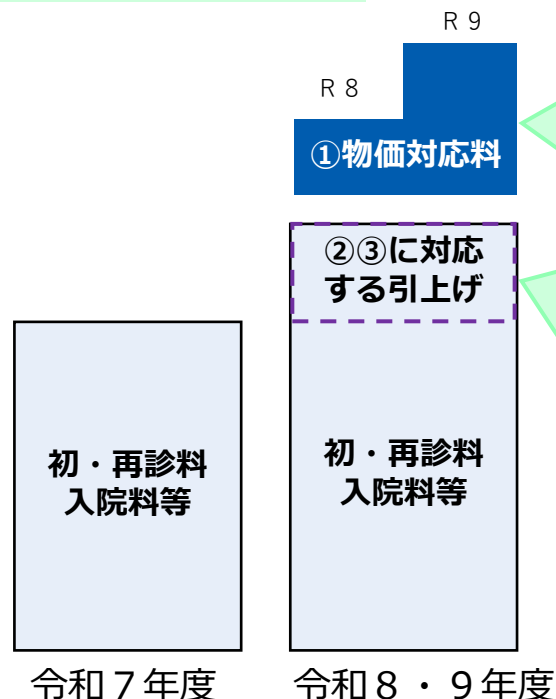 R 9
R 8
①物価対応料
②③に対応
する引上げ
初・再診料
入院料等
初・再診料
入院料等
令和７年度
令和８・９年度